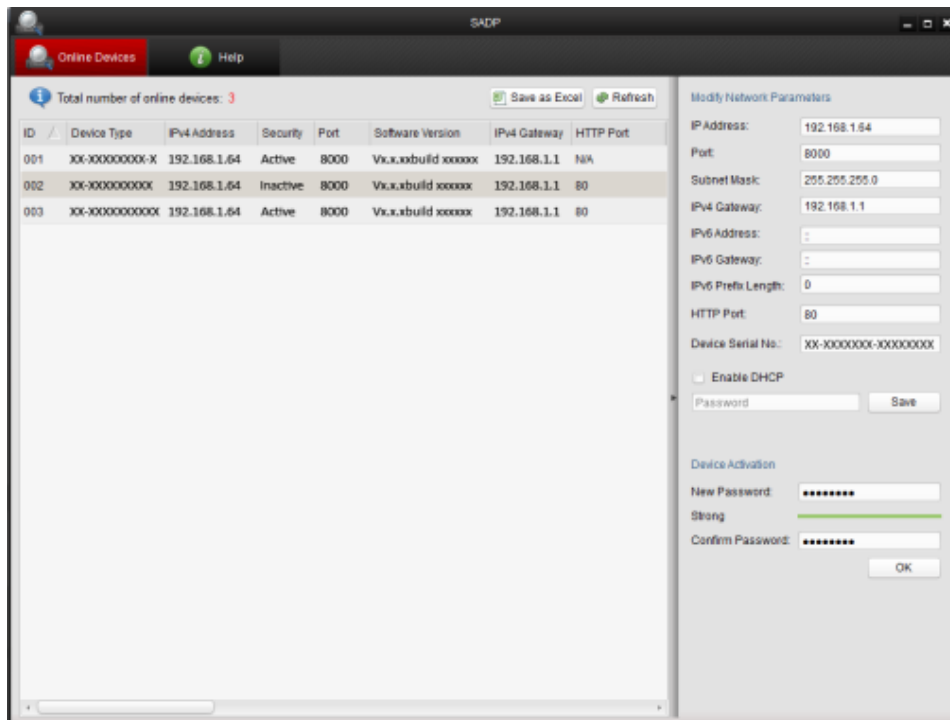 SADP
Online Devices Help
Total number of online devices: 3 Save as Excel Refresh
ID Device Type IPv4 Address Security Port Software Version IPv4 Gateway HTTP Port
001 XX-XXXXXXXX-X 192.168.1.64 Active 8000 Vx.x.xxbuild xxxxxx 192.168.1.1 N/A
002 XX-XXXXXXXXXX 192.168.1.64 Inactive 8000 Vx.x.xbuild xxxxxx 192.168.1.1 80
003 XX-XXXXXXXXXXX 192.168.1.64 Active 8000 Vx.x.xbuild xxxxxx 192.168.1.1 80
Modify Network Parameters
IP Address: 192.168.1.64
Port: 8000
Subnet Mask: 255.255.255.0
IPv4 Gateway: 192.168.1.1
IPv6 Address: ::
IPv6 Gateway: ::
IPv6 Prefix Length: 0
HTTP Port: 80
Device Serial No.: XX-XXXXXXX-XXXXXXXX
Enable DHCP
Password Save
Device Activation
New Password: ••••••••
Strong
Confirm Password: ••••••••
OK